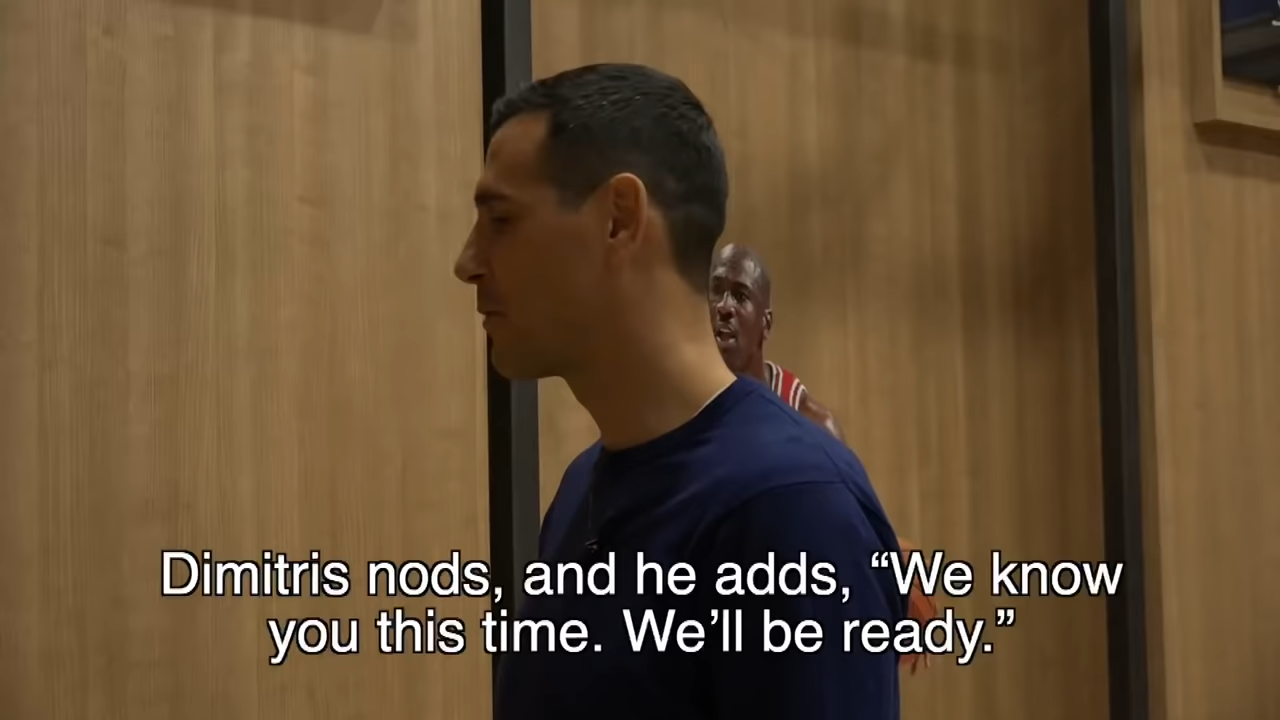 Dimitris nods, and he adds, “We know
you this time. We’ll be ready.”